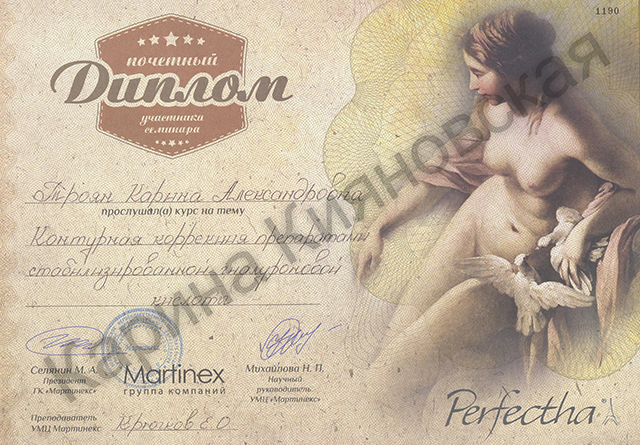 1190
почетный
Диплом
участника
семинара
Троян Карина Александровна
прослушал(а) курс на тему
Контурная коррекция препаратами
стабилизированной гиалуроновой
кислоты
Карина Кияновская
Селянин М. А.
Президент
ГК «Мартинекс»
Martinex
группа компаний
Михайлова Н. П.
Научный
руководитель
УМЦ «Мартинекс»
Преподаватель
УМЦ Мартинекс
Крючков Е.О.
Perfectha